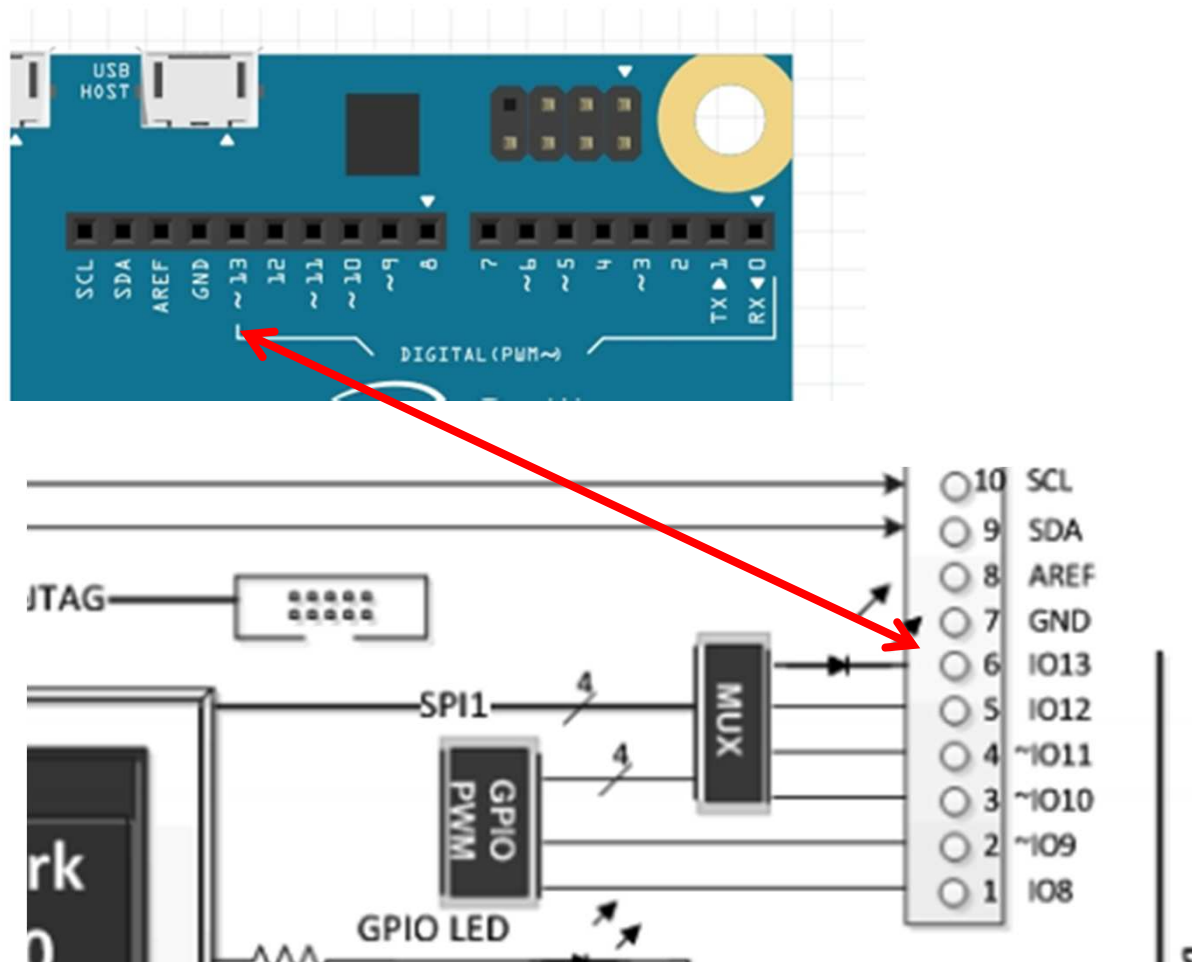 USB
HOST
SCL
SDA
AREF
GND
~13
12
~11
~10
~9
8
7
~6
~5
4
~3
2
TX▶1
RX◀0
DIGITAL(PWM~)
10 SCL
9 SDA
JTAG
8 AREF
7 GND
6 IO13
MUX
SPI1
4
5 IO12
4
4 ~IO11
GPIO
PWM
3 ~IO10
2 ~IO9
rk
1 IO8
GPIO LED
0